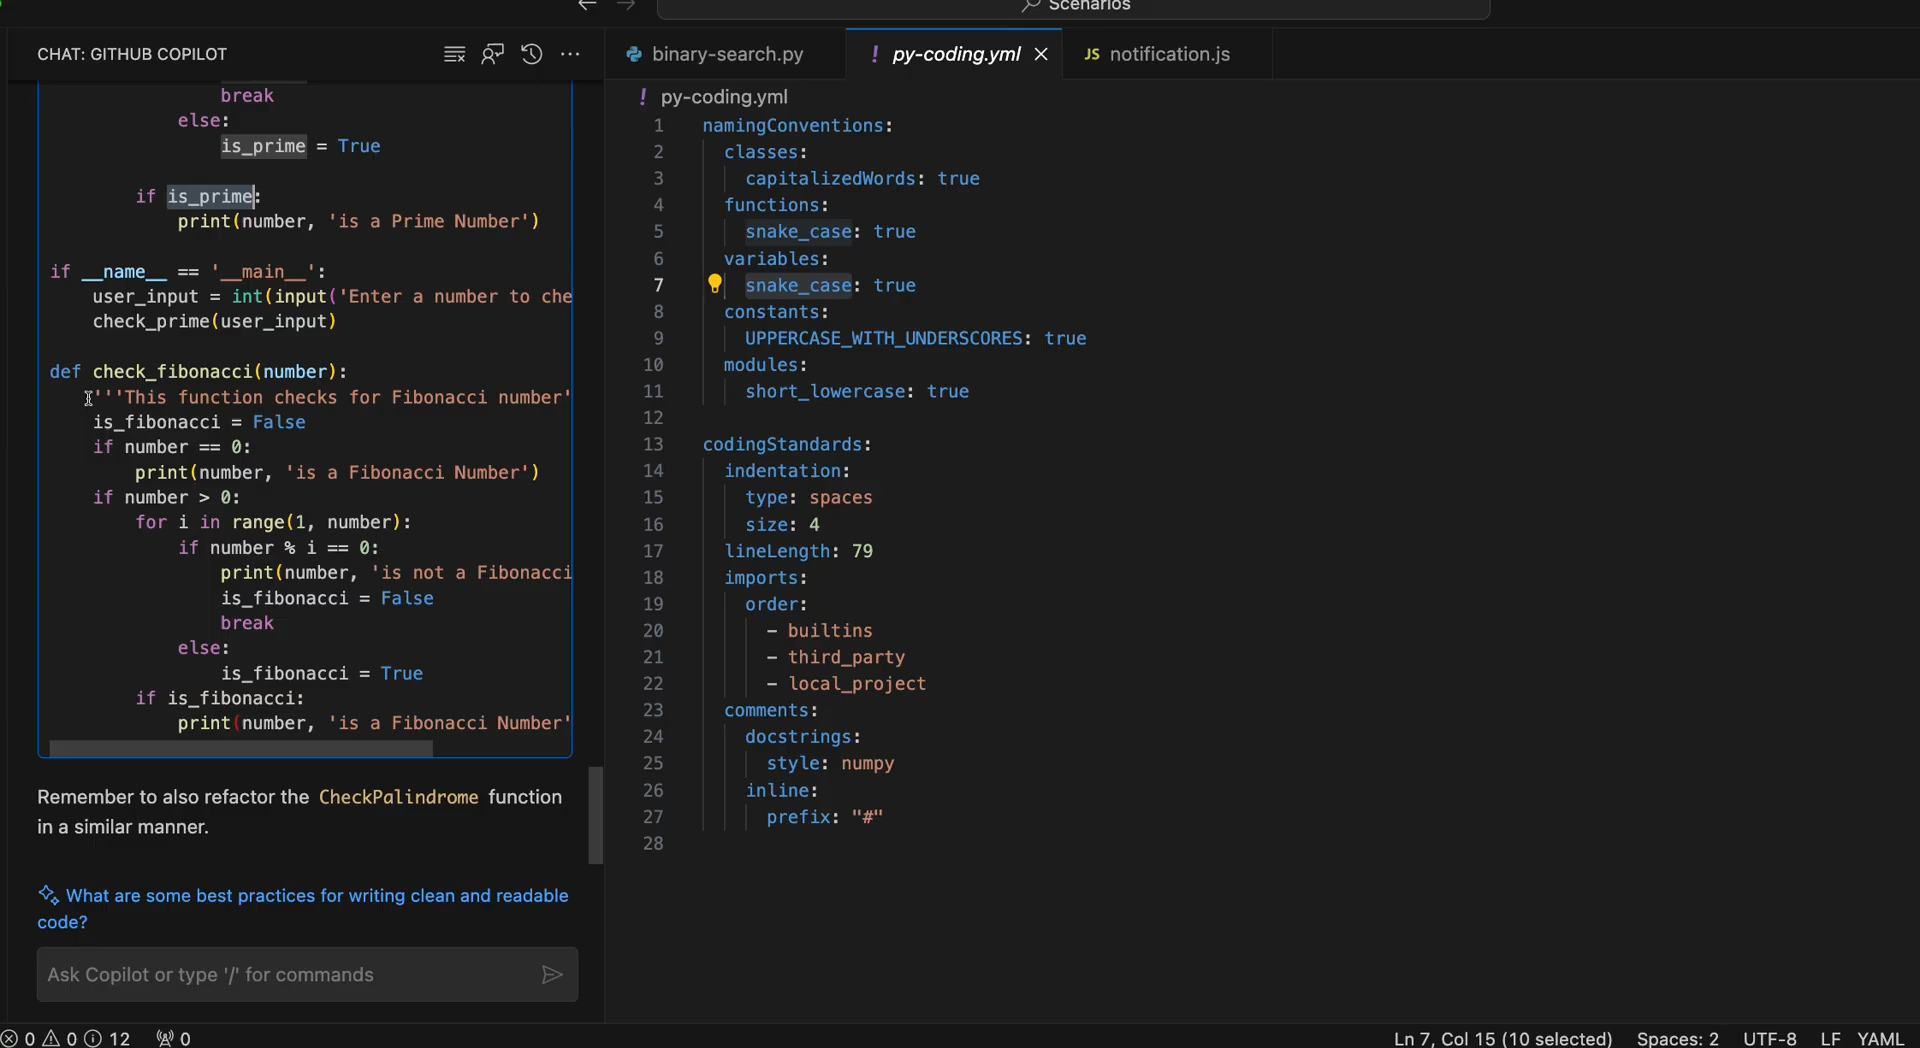 Scenarios
CHAT: GITHUB COPILOT
break
else:
is_prime = True
if is_prime:
print(number, 'is a Prime Number')
if __name__ == '__main__':
user_input = int(input('Enter a number to che
check_prime(user_input)
def check_fibonacci(number):
'''This function checks for Fibonacci number'
is_fibonacci = False
if number == 0:
print(number, 'is a Fibonacci Number')
if number > 0:
for i in range(1, number):
if number % i == 0:
print(number, 'is not a Fibonacci
is_fibonacci = False
break
else:
is_fibonacci = True
if is_fibonacci:
print(number, 'is a Fibonacci Number'
Remember to also refactor the CheckPalindrome function
in a similar manner.
What are some best practices for writing clean and readable
code?
Ask Copilot or type '/' for commands
binary-search.py
! py-coding.yml
JS notification.js
! py-coding.yml
1 namingConventions:
2 classes:
3 capitalizedWords: true
4 functions:
5 snake_case: true
6 variables:
7 snake_case: true
8 constants:
9 UPPERCASE_WITH_UNDERSCORES: true
10 modules:
11 short_lowercase: true
12
13 codingStandards:
14 indentation:
15 type: spaces
16 size: 4
17 lineLength: 79
18 imports:
19 order:
20 - builtins
21 - third_party
22 - local_project
23 comments:
24 docstrings:
25 style: numpy
26 inline:
27 prefix: "#"
28
0 0 12 0
Ln 7, Col 15 (10 selected) Spaces: 2 UTF-8 LF YAML